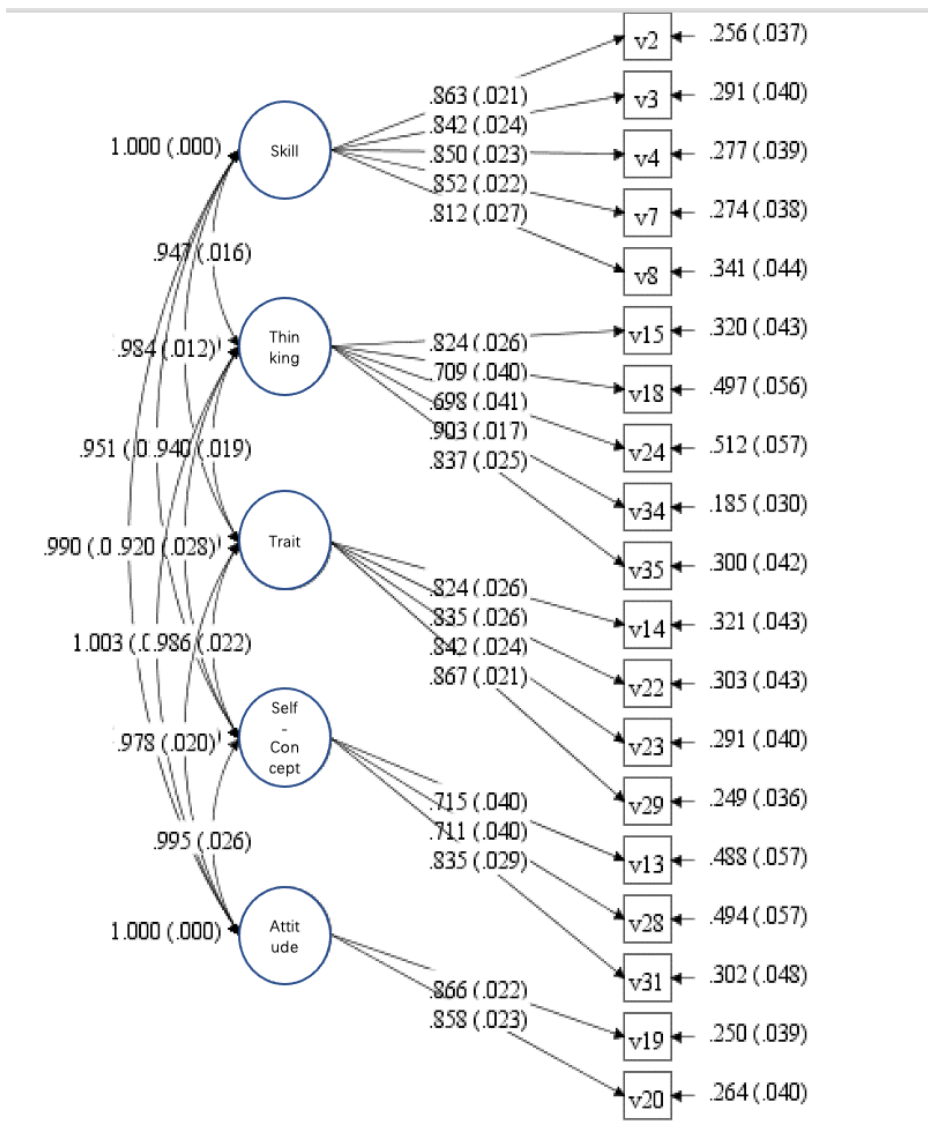 v2 .256 (.037)
.863 (.021)
v3 .291 (.040)
.842 (.024)
1.000 (.000) Skill
.850 (.023)
v4 .277 (.039)
.852 (.022)
v7 .274 (.038)
.812 (.027)
.947 (.016)
v8 .341 (.044)
v15 .320 (.043)
Thin
king
.824 (.026)
.984 (.012)
.709 (.040)
v18 .497 (.056)
.698 (.041)
.903 (.017)
v24 .512 (.057)
.951 .940 (.019)
.837 (.025)
v34 .185 (.030)
v35 .300 (.042)
Trait
.990 .920 (.028)
.824 (.026)
v14 .321 (.043)
.835 (.026)
1.003 .986 (.022)
.842 (.024)
.867 (.021)
v22 .303 (.043)
Self
-
Con
cept
.978 (.020)
v23 .291 (.040)
v29 .249 (.036)
.715 (.040)
.711 (.040)
.995 (.026)
.835 (.029)
v13 .488 (.057)
v28 .494 (.057)
1.000 (.000)
Attit
ude
v31 .302 (.048)
.866 (.022)
.858 (.023)
v19 .250 (.039)
v20 .264 (.040)